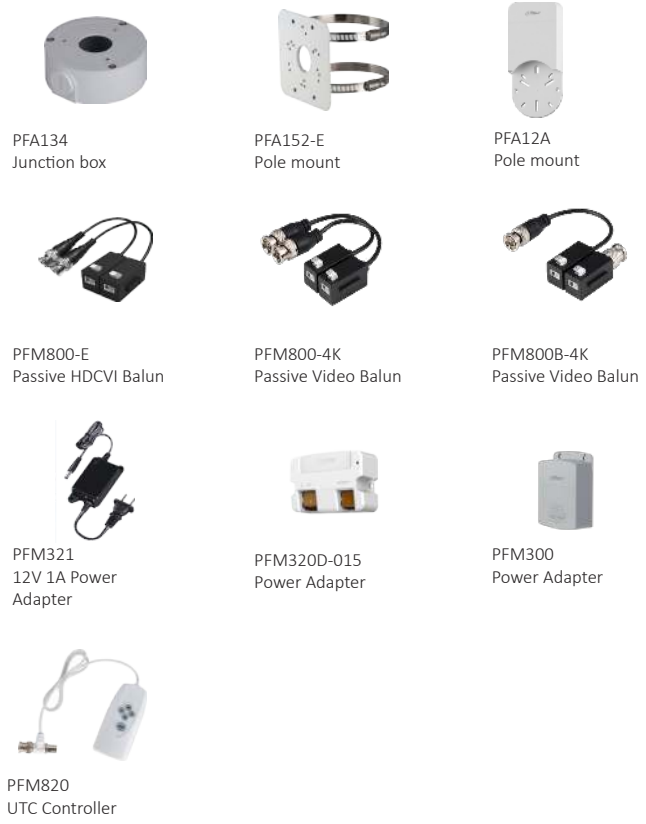 PFA134
Junction box
PFA152-E
Pole mount
PFA12A
Pole mount
PFM800-E
Passive HDCVI Balun
PFM800-4K
Passive Video Balun
PFM800B-4K
Passive Video Balun
PFM321
12V 1A Power
Adapter
PFM320D-015
Power Adapter
PFM300
Power Adapter
PFM820
UTC Controller